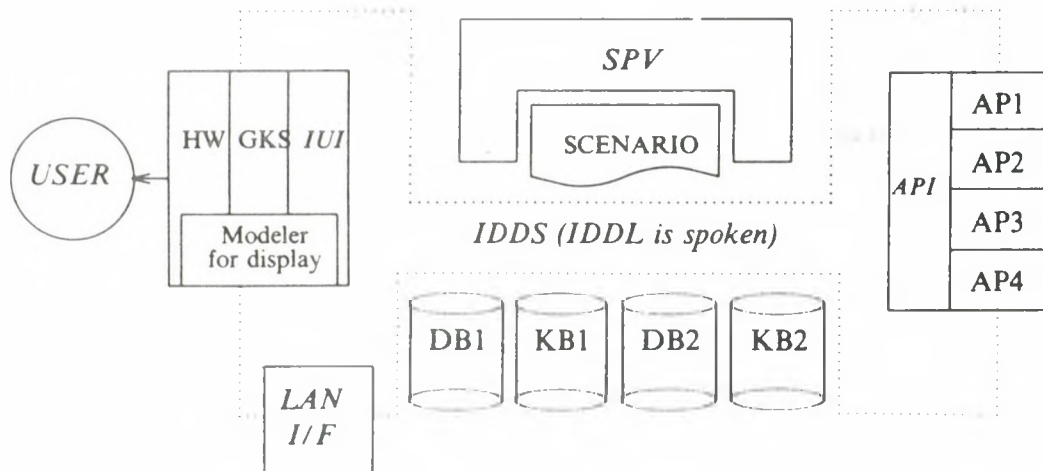 SPV
SCENARIO
HW GKS IUI
USER
Modeler
for display
API
AP1
AP2
AP3
AP4
IDDS (IDDL is spoken)
DB1
KB1
DB2
KB2
LAN
I/F